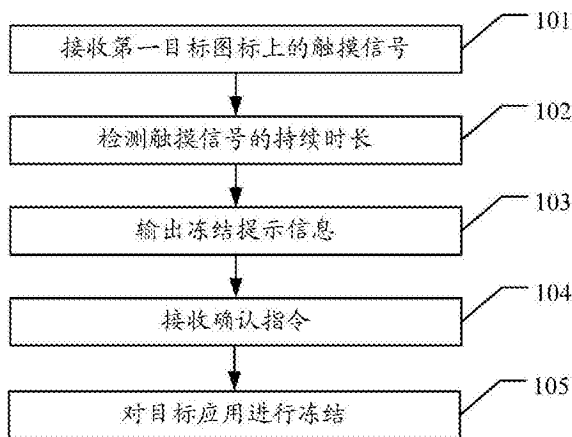 101
接收第一目标图标上的触摸信号
102
检测触摸信号的持续时长
103
输出冻结提示信息
104
接收确认指令
105
对目标应用进行冻结